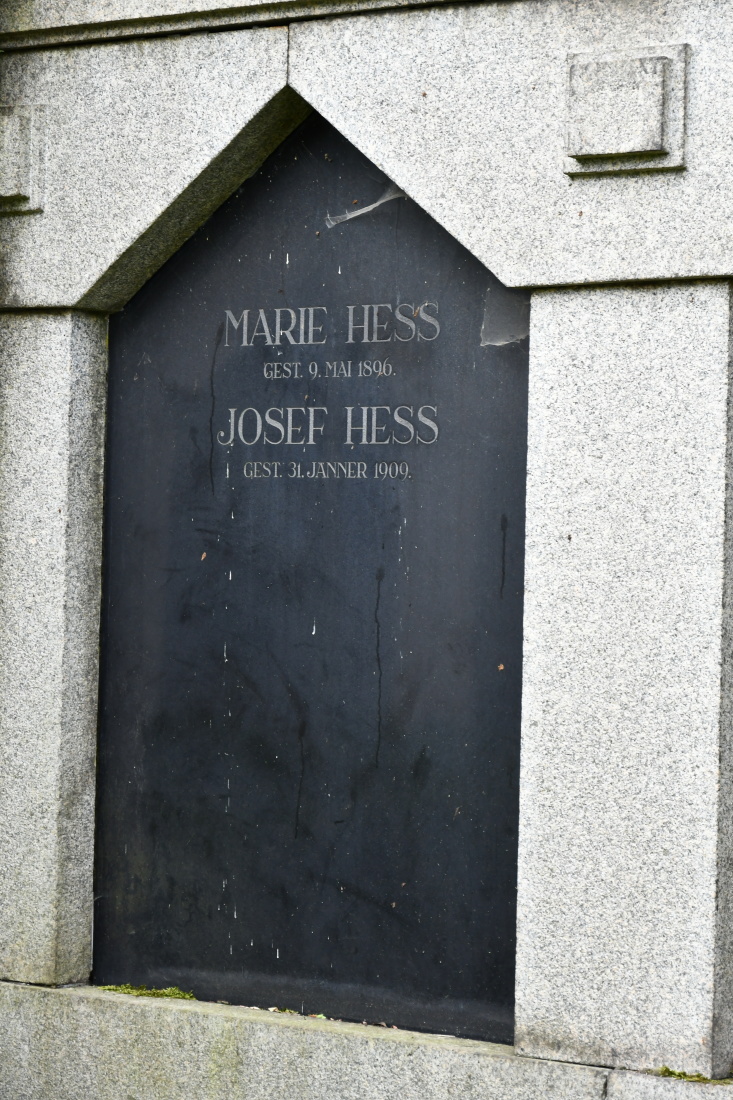 MARIE HESS
GEST. 9. MAI 1896.
JOSEF HESS
GEST. 31. JÄNNER 1909.